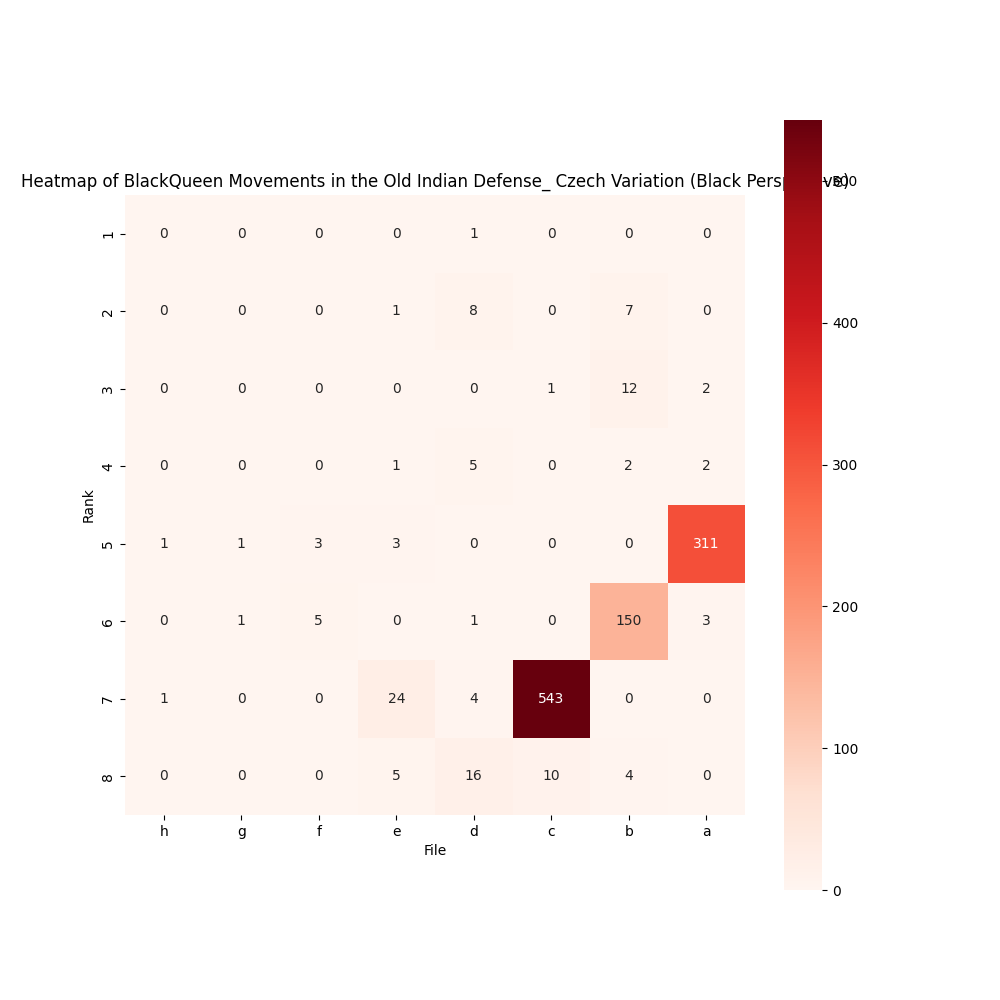 Heatmap of BlackQueen Movements in the Old Indian Defense_ Czech Variation (Black Pers
ve)
500
400
300
200
100
0
Rank
1 0 0 0 0 1 0 0 0
2 0 0 0 1 8 0 7 0
3 0 0 0 0 0 1 12 2
4 0 0 0 1 5 0 2 2
5 1 1 3 3 0 0 0 311
6 0 1 5 0 1 0 150 3
7 1 0 0 24 4 543 0 0
8 0 0 0 5 16 10 4 0
h g f e d c b a
File